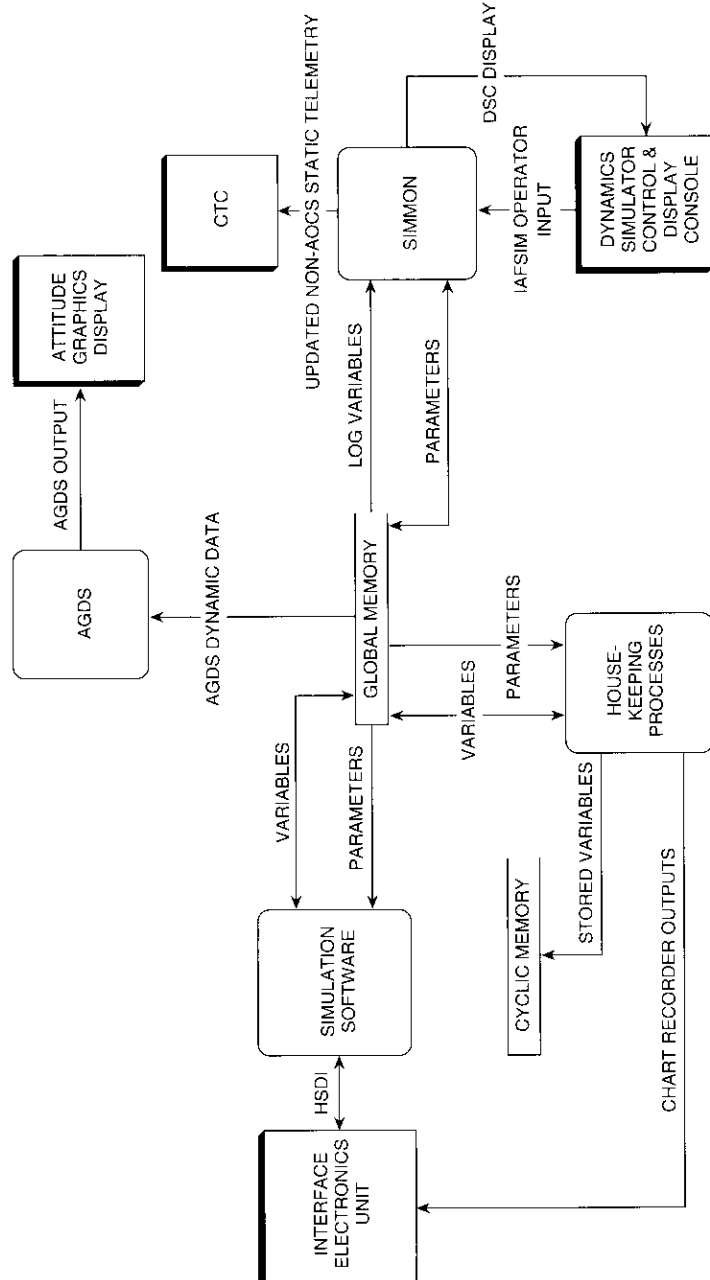 ATTITUDE
GRAPHICS
DISPLAY
AGDS OUTPUT
AGDS
AGDS DYNAMIC DATA
CTC
UPDATED NON-AOCS STATIC TELEMETRY
SIMMON
DSC DISPLAY
IAFSIM OPERATOR
INPUT
DYNAMICS
SIMULATOR
CONTROL &
DISPLAY
CONSOLE
LOG VARIABLES
PARAMETERS
GLOBAL MEMORY
VARIABLES
PARAMETERS
SIMULATION
SOFTWARE
HSDI
INTERFACE
ELECTRONICS
UNIT
VARIABLES
PARAMETERS
HOUSE-
KEEPING
PROCESSES
CYCLIC MEMORY
STORED VARIABLES
CHART RECORDER OUTPUTS